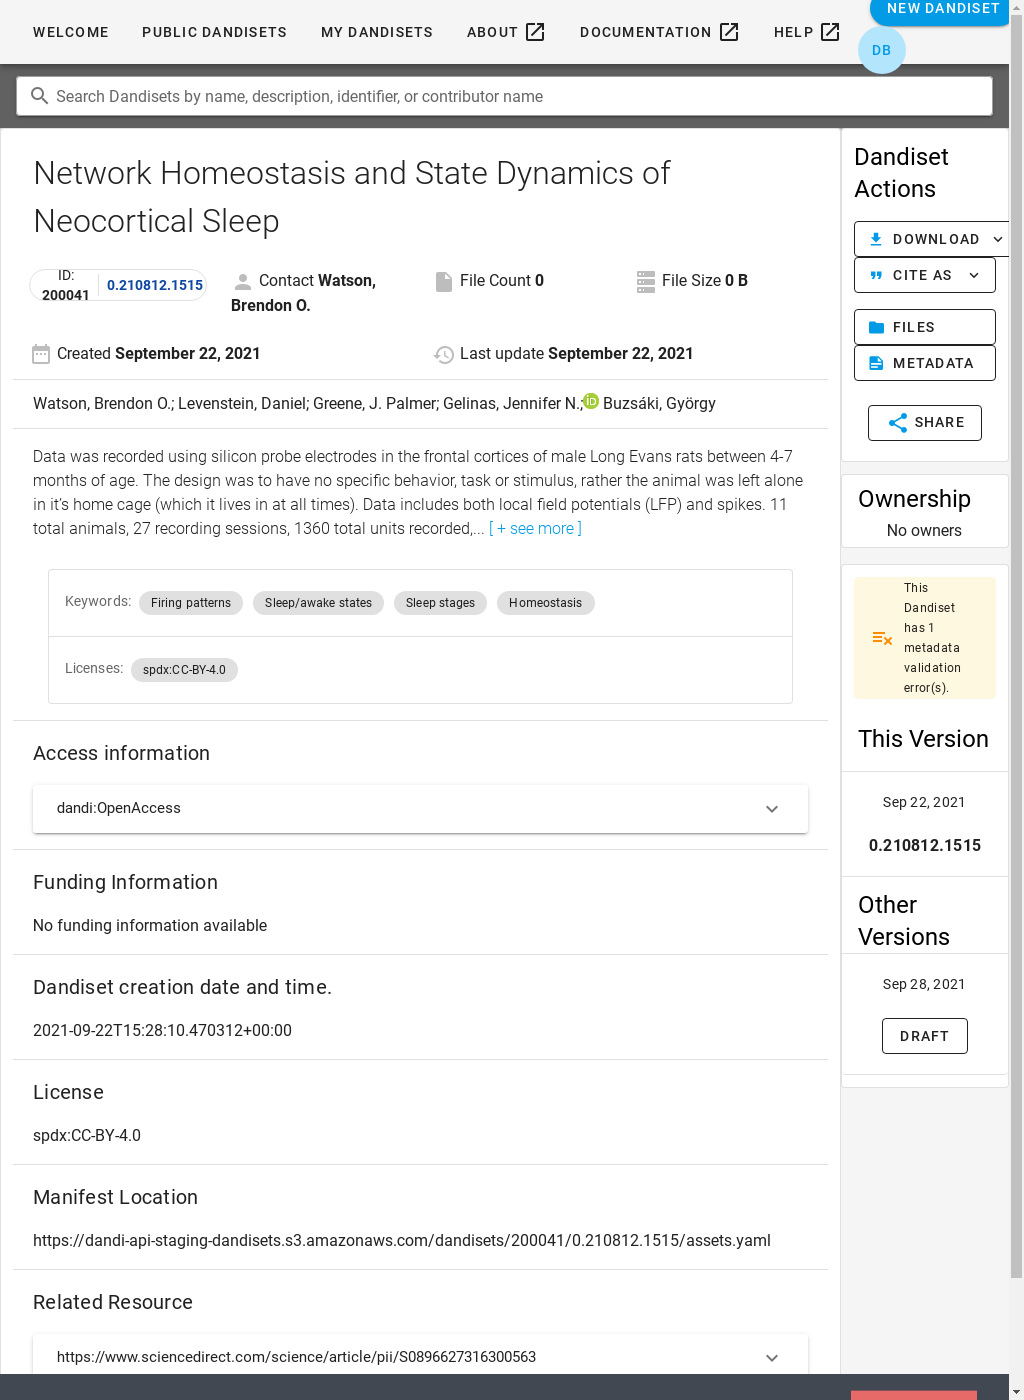 WELCOME PUBLIC DANDISETS MY DANDISETS ABOUT DOCUMENTATION HELP NEW DANDISET
DB
Search Dandisets by name, description, identifier, or contributor name
Network Homeostasis and State Dynamics of
Neocortical Sleep
ID:
200041 0.210812.1515
Contact Watson,
Brendon O.
File Count 0
File Size 0 B
Created September 22, 2021
Last update September 22, 2021
Watson, Brendon O.; Levenstein, Daniel; Greene, J. Palmer; Gelinas, Jennifer N.; Buzsáki, György
Data was recorded using silicon probe electrodes in the frontal cortices of male Long Evans rats between 4-7
months of age. The design was to have no specific behavior, task or stimulus, rather the animal was left alone
in it's home cage (which it lives in at all times). Data includes both local field potentials (LFP) and spikes. 11
total animals, 27 recording sessions, 1360 total units recorded,... [ + see more ]
Keywords: Firing patterns Sleep/awake states Sleep stages Homeostasis
Licenses: spdx:CC-BY-4.0
Access information
dandi:OpenAccess
Funding Information
No funding information available
Dandiset creation date and time.
2021-09-22T15:28:10.470312+00:00
License
spdx:CC-BY-4.0
Manifest Location
https://dandi-api-staging-dandisets.s3.amazonaws.com/dandisets/200041/0.210812.1515/assets.yaml
Related Resource
https://www.sciencedirect.com/science/article/pii/S0896627316300563
Dandiset
Actions
DOWNLOAD
CITE AS
FILES
METADATA
SHARE
Ownership
No owners
This
Dandiset
has 1
metadata
validation
error(s).
This Version
Sep 22, 2021
0.210812.1515
Other
Versions
Sep 28, 2021
DRAFT